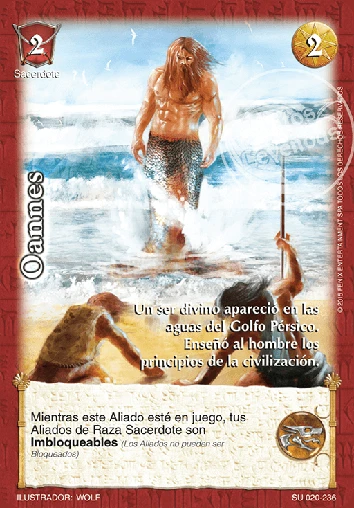 2
2
Sacerdote
Oannes
Un ser divino apareció en las
aguas del Golfo Pérsico.
Enseñó al hombre los
principios de la civilización.
Mientras este Aliado esté en juego, tus
Aliados de Raza Sacerdote son
Imbloqueables (Los Aliados no pueden ser
Bloqueados)
ILUSTRADOR: WOLF
SU 020-236